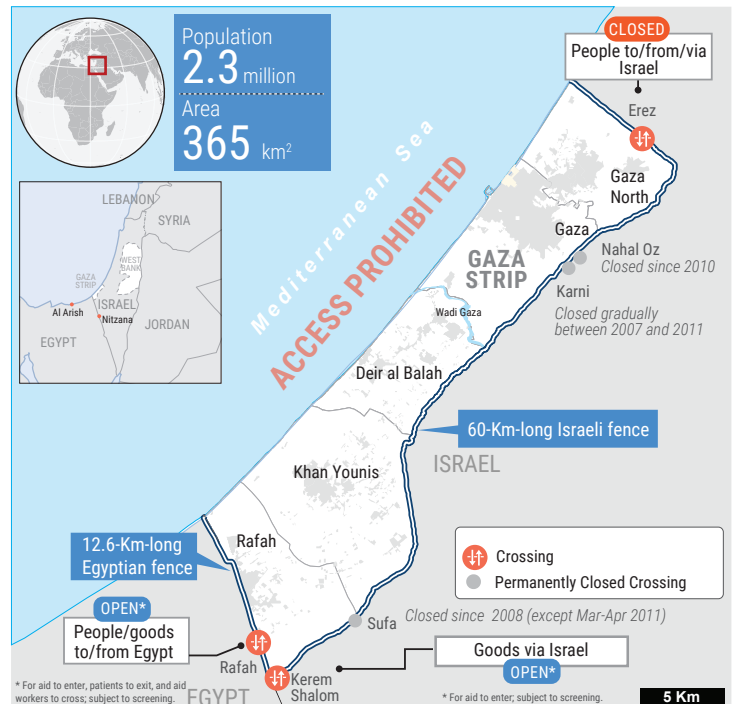 Population
2.3 million
Area
365 km²
CLOSED
People to/from/via
Israel
Erez
Gaza
North
Gaza
Nahal Oz
Closed since 2010
Karni
Closed gradually
between 2007 and 2011
Mediterranean Sea
ACCESS PROHIBITED
GAZA
STRIP
Wadi Gaza
Deir al Balah
60-Km-long Israeli fence
ISRAEL
Khan Younis
Rafah
12.6-Km-long
Egyptian fence
LEBANON
SYRIA
WEST
BANK
GAZA
STRIP
ISRAEL
Al Arish
Nitzana
JORDAN
EGYPT
Crossing
Permanently Closed Crossing
Sufa
Closed since 2008 (except Mar-Apr 2011)
OPEN*
People/goods
to/from Egypt
Rafah
Kerem
Shalom
Goods via Israel
OPEN*
EGYPT
* For aid to enter, patients to exit, and aid
workers to cross; subject to screening.
* For aid to enter; subject to screening.
5 Km